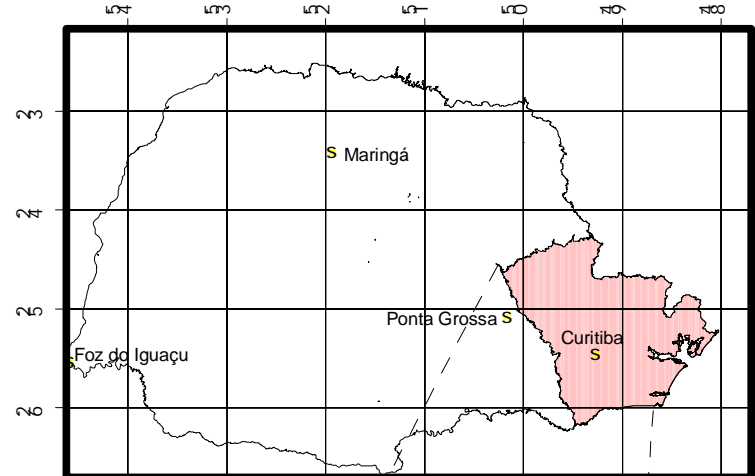 54 53 52 51 50 49 48
23
S Maringá
24
25
Ponta Grossa S
Curitiba
S
Foz do Iguaçu
26